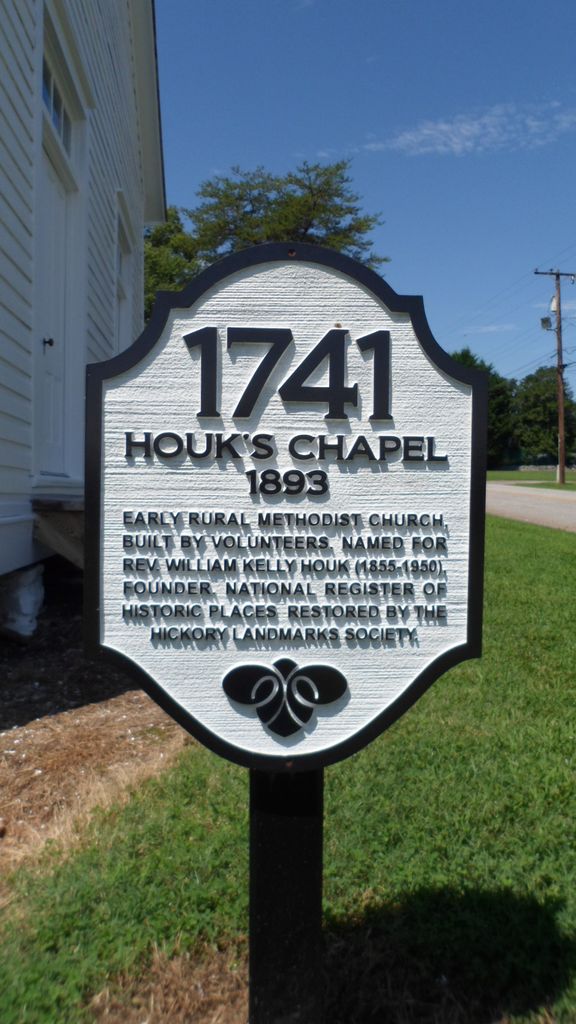 1741
HOUK'S CHAPEL
1893
EARLY RURAL METHODIST CHURCH,
BUILT BY VOLUNTEERS. NAMED FOR
REV. WILLIAM KELLY HOUK (1855-1950),
FOUNDER. NATIONAL REGISTER OF
HISTORIC PLACES. RESTORED BY THE
HICKORY LANDMARKS SOCIETY.